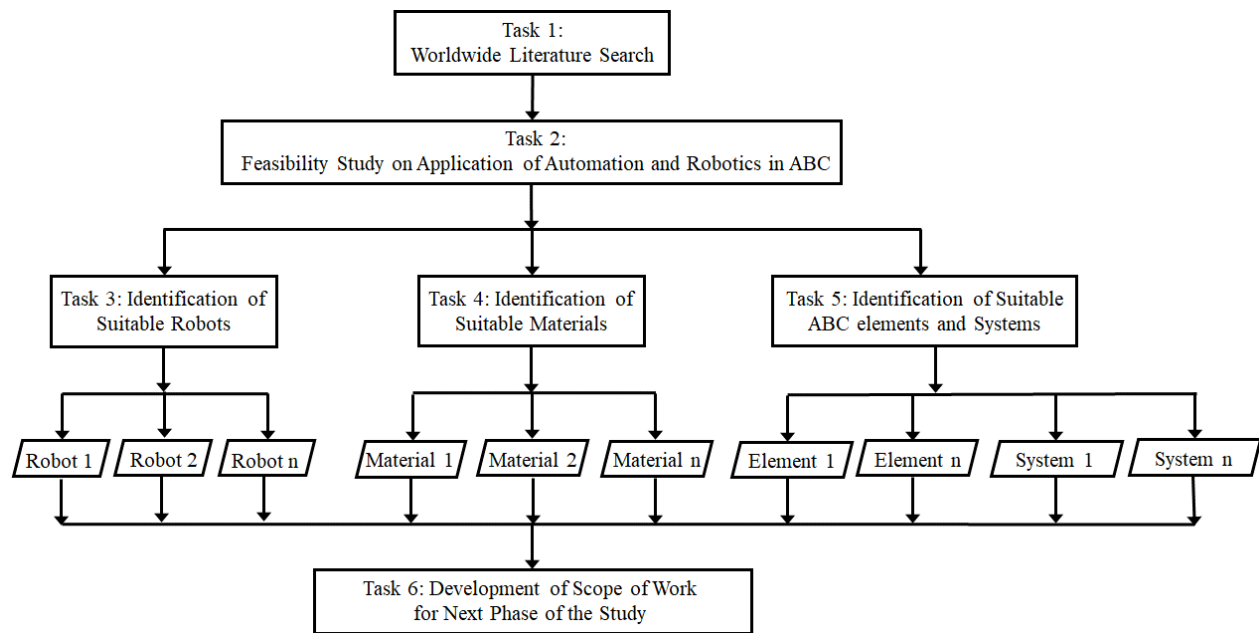 Task 1:
Worldwide Literature Search
Task 2:
Feasibility Study on Application of Automation and Robotics in ABC
Task 3: Identification of
Suitable Robots
Task 4: Identification of
Suitable Materials
Task 5: Identification of Suitable
ABC elements and Systems
Robot 1
Robot 2
Robot n
Material 1
Material 2
Material n
Element 1
Element n
System 1
System n
Task 6: Development of Scope of Work
for Next Phase of the Study